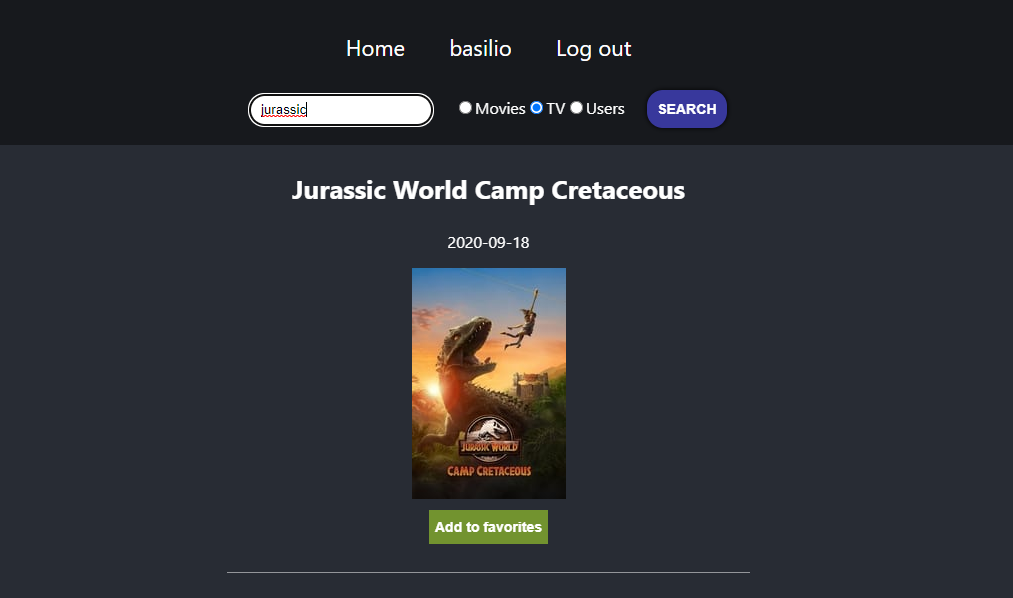 Home basilio Log out
jurassic Movies TV Users SEARCH
Jurassic World Camp Cretaceous
2020-09-18
JURASSIC WORLD
CAMP CRETACEOUS
Add to favorites